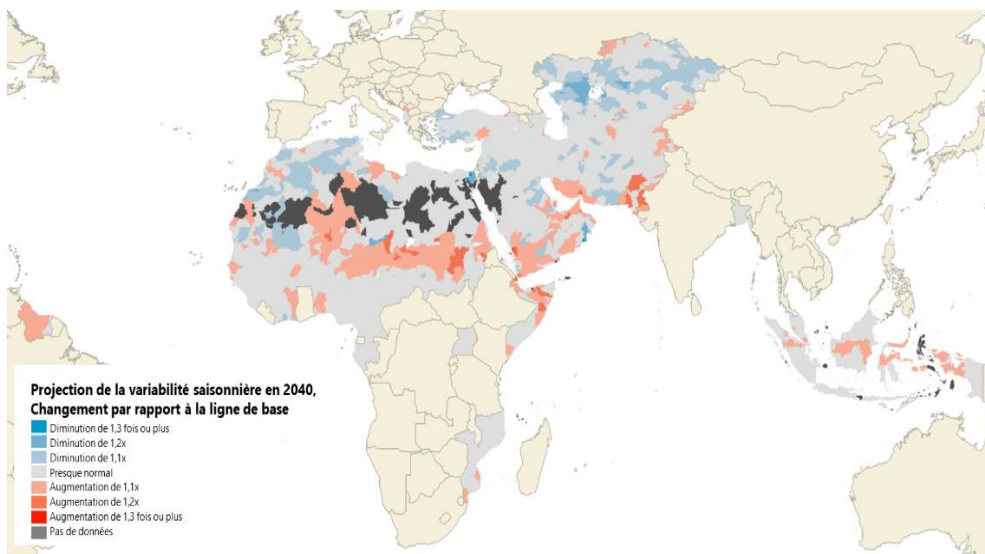 Projection de la variabilité saisonnière en 2040,
Changement par rapport à la ligne de base
Diminution de 1,3 fois ou plus
Diminution de 1,2x
Diminution de 1,1x
Presque normal
Augmentation de 1,1x
Augmentation de 1,2x
Augmentation de 1,3 fois ou plus
Pas de données